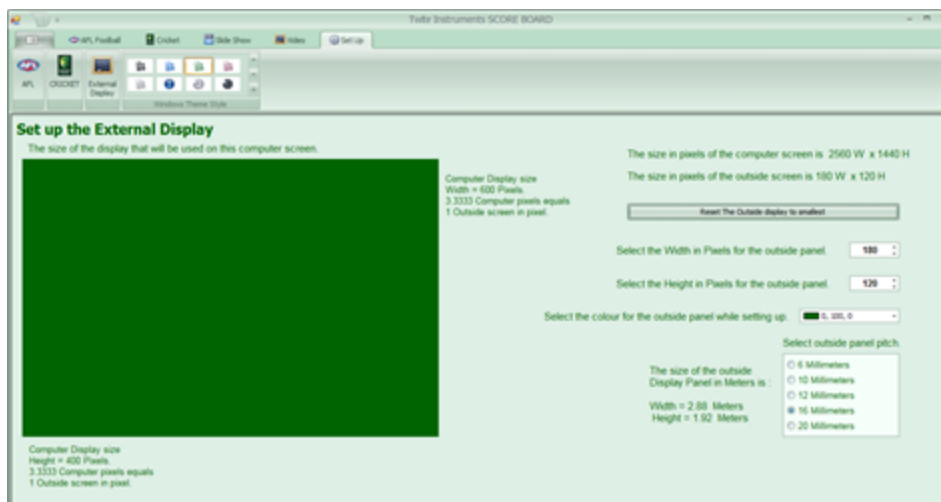 Twite Instruments SCORE BOARD
AFL Football
Cricket
Slide Show
Video
Set Up
AFL
CRICKET
External
Display
Windows Theme Style
Set up the External Display
The size of the display that will be used on this computer screen.
Computer Display size
Width = 600 Pixels.
3.3333 Computer pixels equals
1 Outside screen in pixel.
The size in pixels of the computer screen is 2560 W x 1440 H
The size in pixels of the outside screen is 180 W x 120 H
Reset The Outside display to smallest
Select the Width in Pixels for the outside panel. 180
Select the Height in Pixels for the outside panel. 120
Select the colour for the outside panel while setting up. 0, 100, 0
Select outside panel pitch.
The size of the outside
Display Panel in Meters is :
Width = 2.88 Meters
Height = 1.92 Meters
6 Millimeters
10 Millimeters
12 Millimeters
16 Millimeters
20 Millimeters
Computer Display size
Height = 400 Pixels.
3.3333 Computer pixels equals
1 Outside screen in pixel.